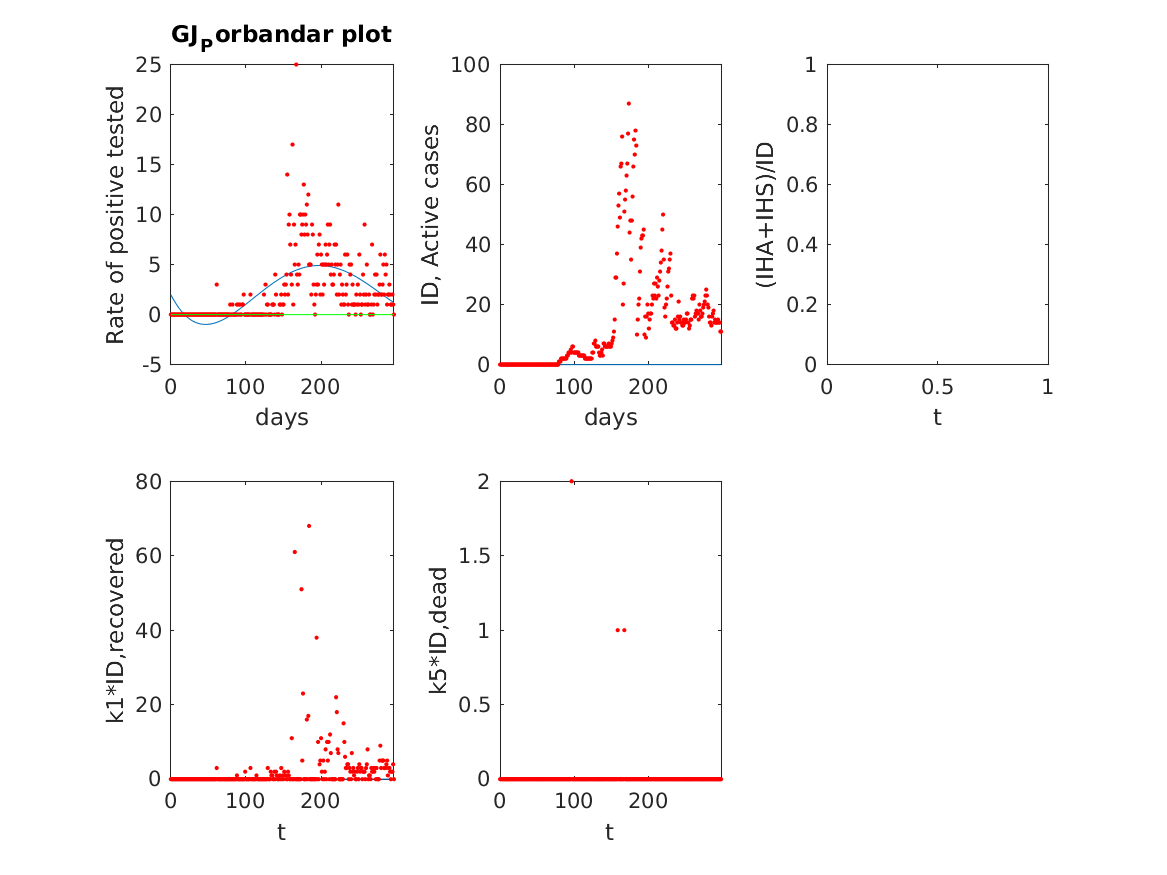 GJPorbandar plot
25
20
15
10
5
0
-5
0 100 200
Rate of positive tested
days
100
80
60
40
20
0
0 100 200
ID, Active cases
days
1
0.8
0.6
0.4
0.2
0
0 0.5 1
(IHA+IHS)/ID
t
80
60
40
20
0
0 100 200
k1*ID,recovered
t
2
1.5
1
0.5
0
0 100 200
k5*ID,dead
t